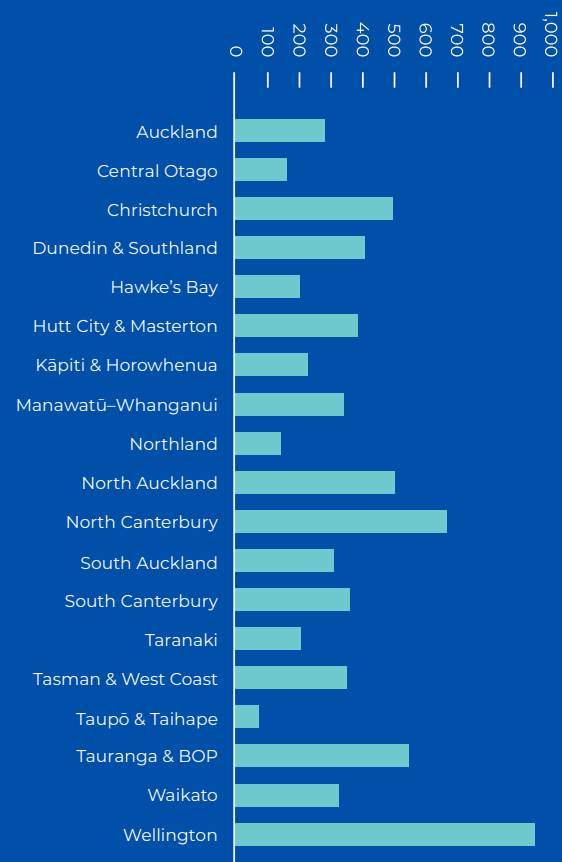 0
100
200
300
400
500
600
700
800
900
1,000
Auckland
Central Otago
Christchurch
Dunedin & Southland
Hawke’s Bay
Hutt City & Masterton
Kāpiti & Horowhenua
Manawatū–Whanganui
Northland
North Auckland
North Canterbury
South Auckland
South Canterbury
Taranaki
Tasman & West Coast
Taupō & Taihape
Tauranga & BOP
Waikato
Wellington